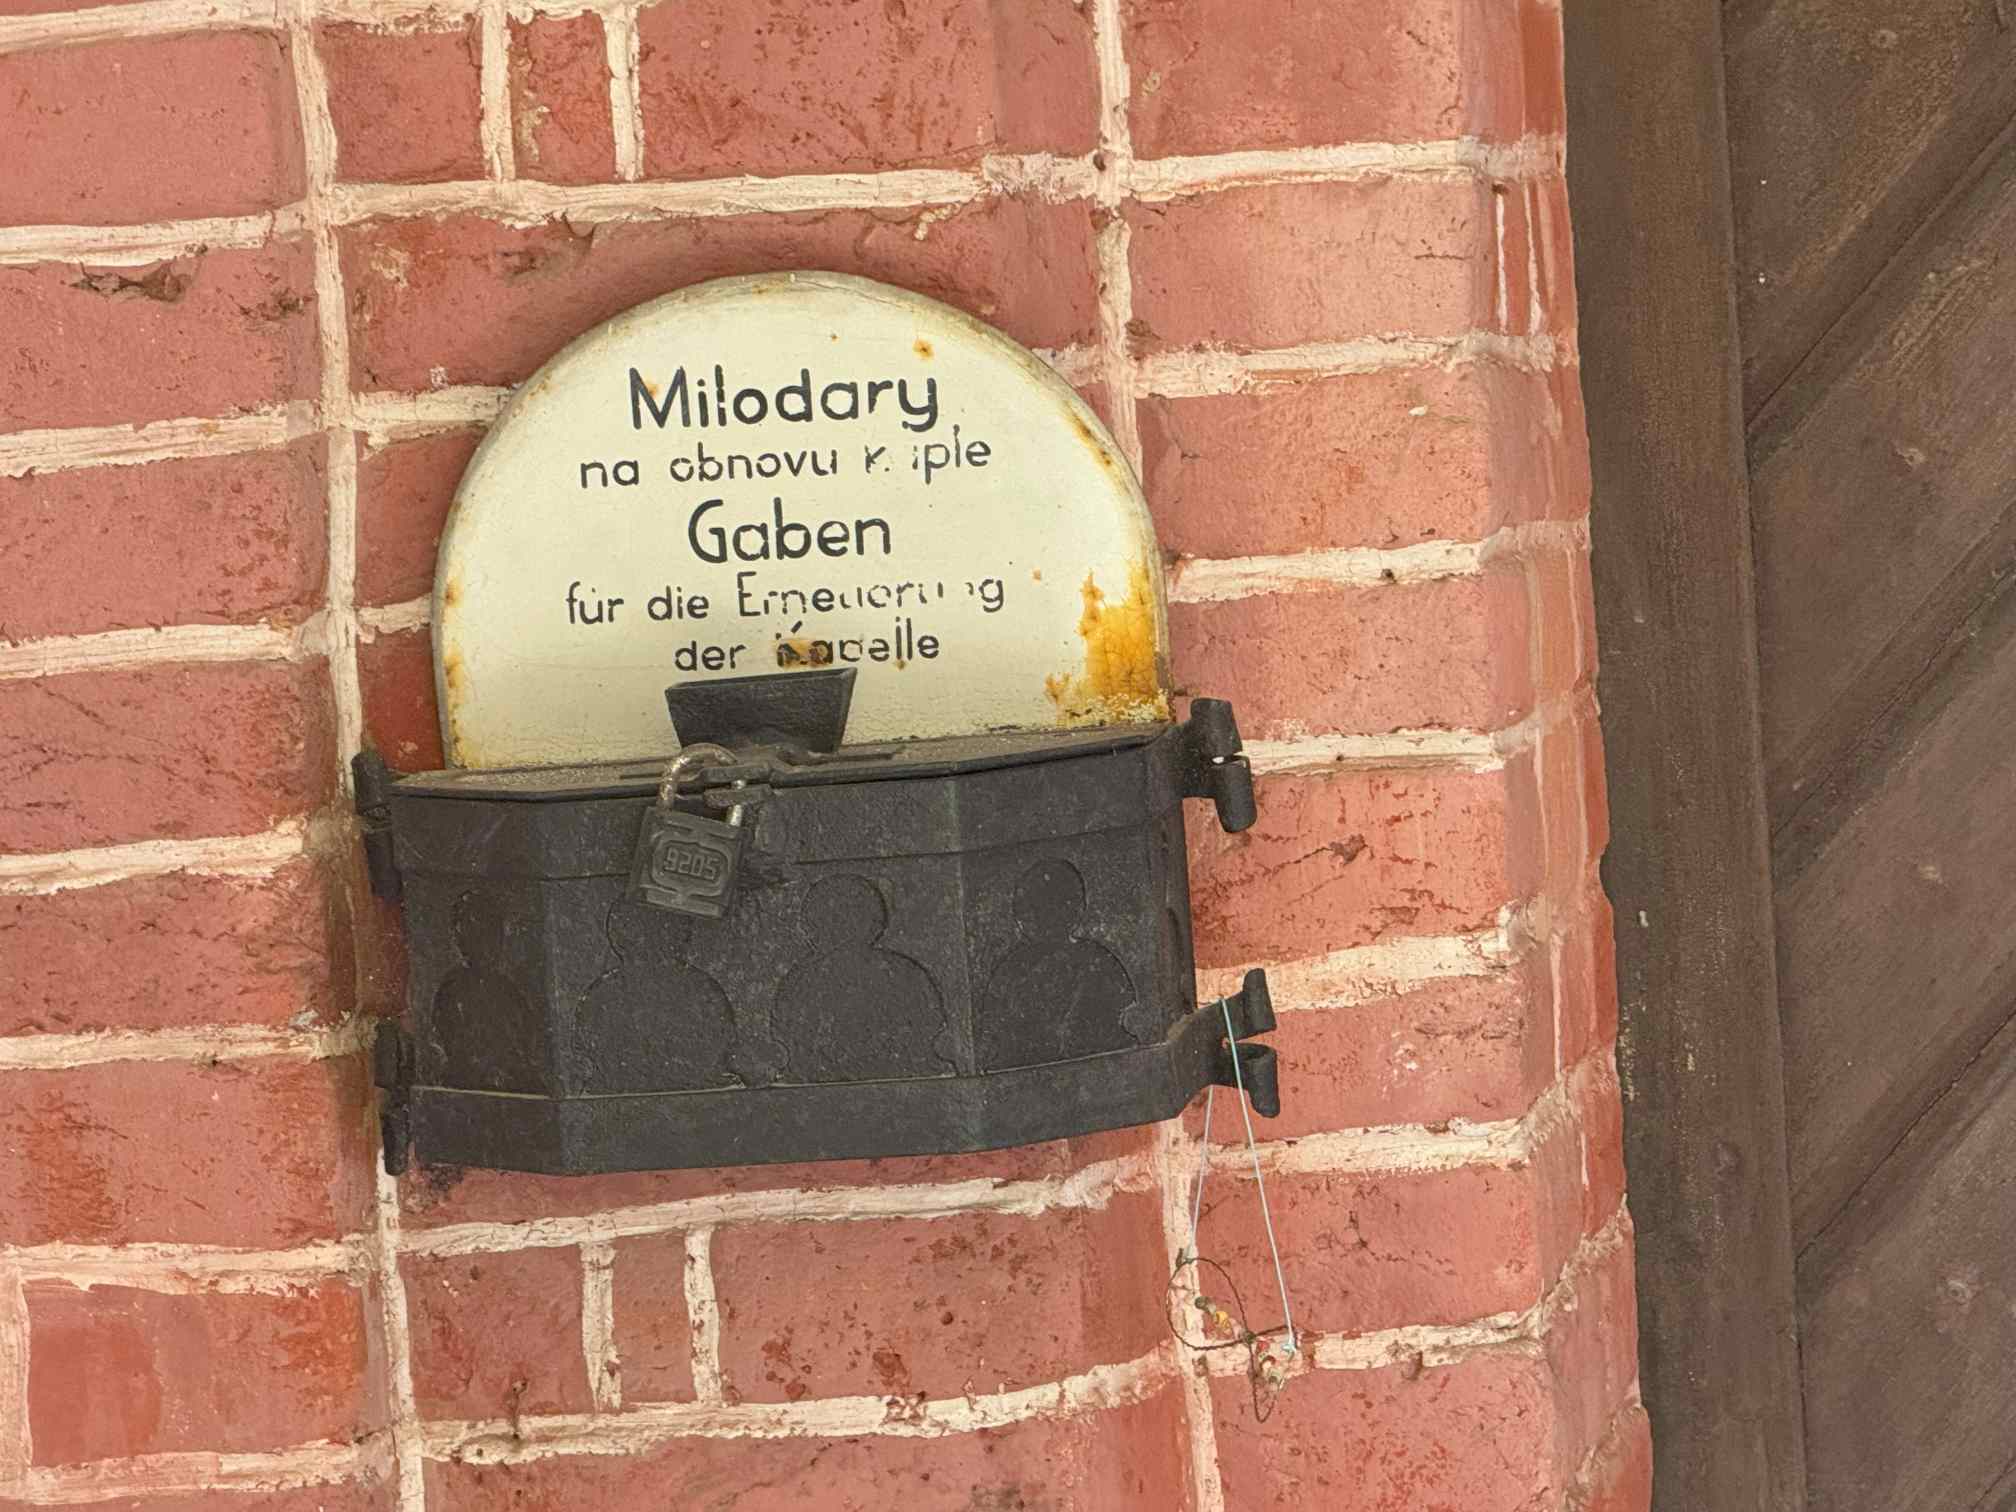 Milodary
na obnovu kaple
Gaben
für die Erneuerung
der Kapelle
9205